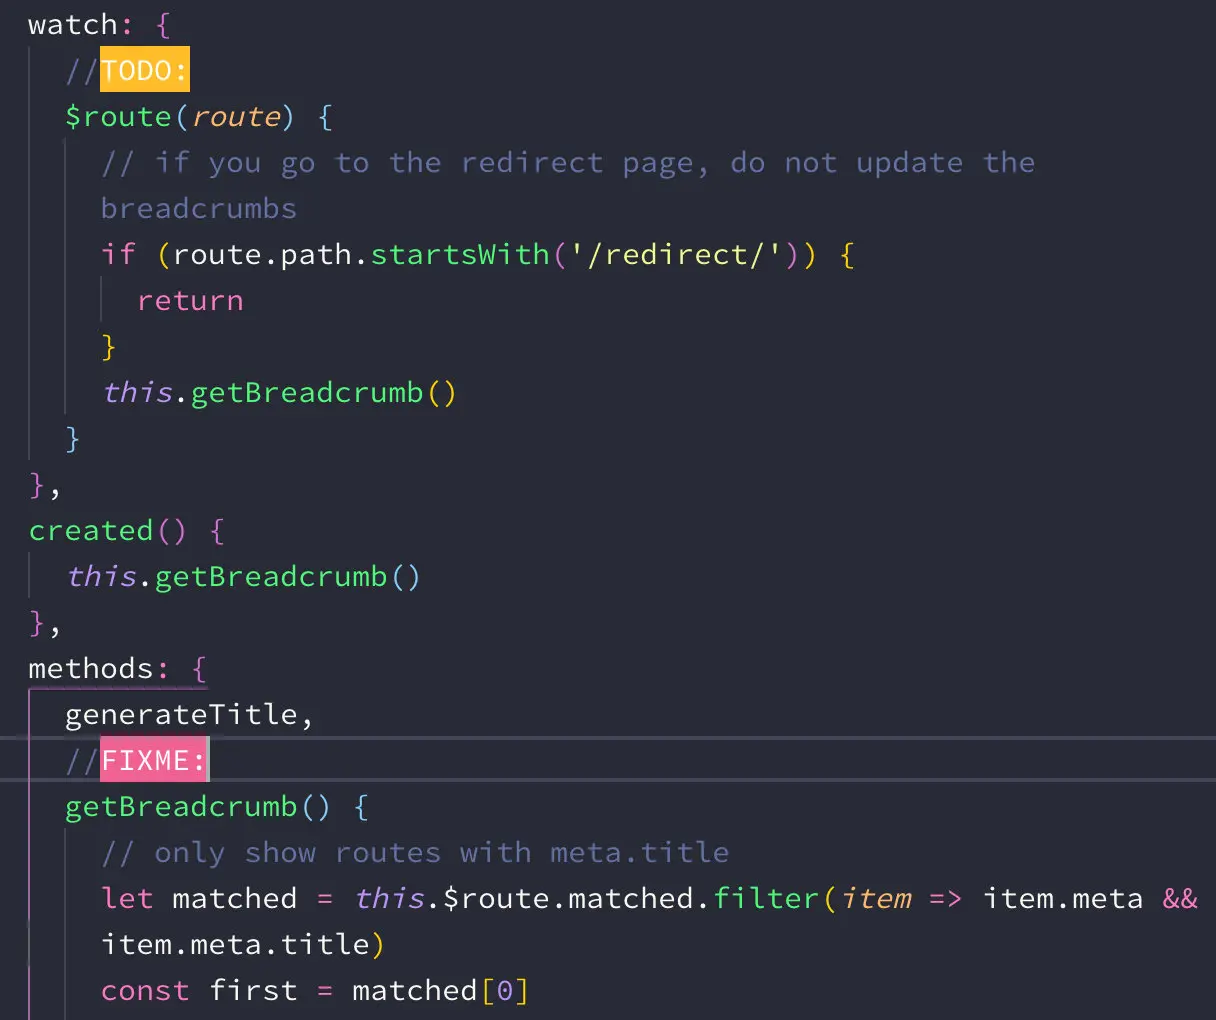 watch: {
//TODO:
$route(route) {
// if you go to the redirect page, do not update the
breadcrumbs
if (route.path.startsWith('/redirect/')) {
return
}
this.getBreadcrumb()
}
},
created() {
this.getBreadcrumb()
},
methods: {
generateTitle,
//FIXME:
getBreadcrumb() {
// only show routes with meta.title
let matched = this.$route.matched.filter(item => item.meta &&
item.meta.title)
const first = matched[0]